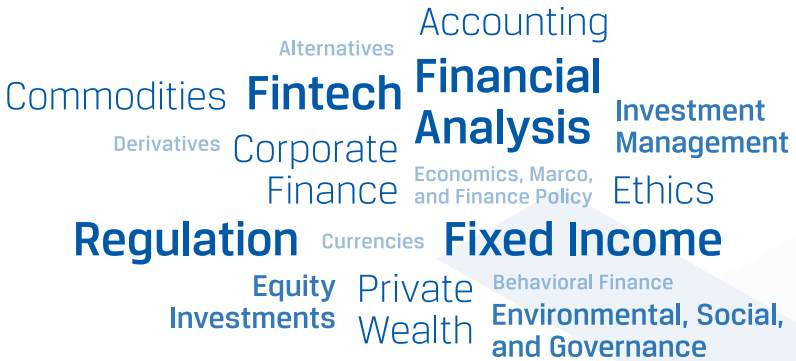 Accounting
Alternatives
Commodities
Fintech
Financial
Analysis
Investment
Management
Derivatives
Corporate
Finance
Economics, Marco,
and Finance Policy
Ethics
Regulation
Currencies
Fixed Income
Equity
Investments
Private
Wealth
Behavioral Finance
Environmental, Social,
and Governance